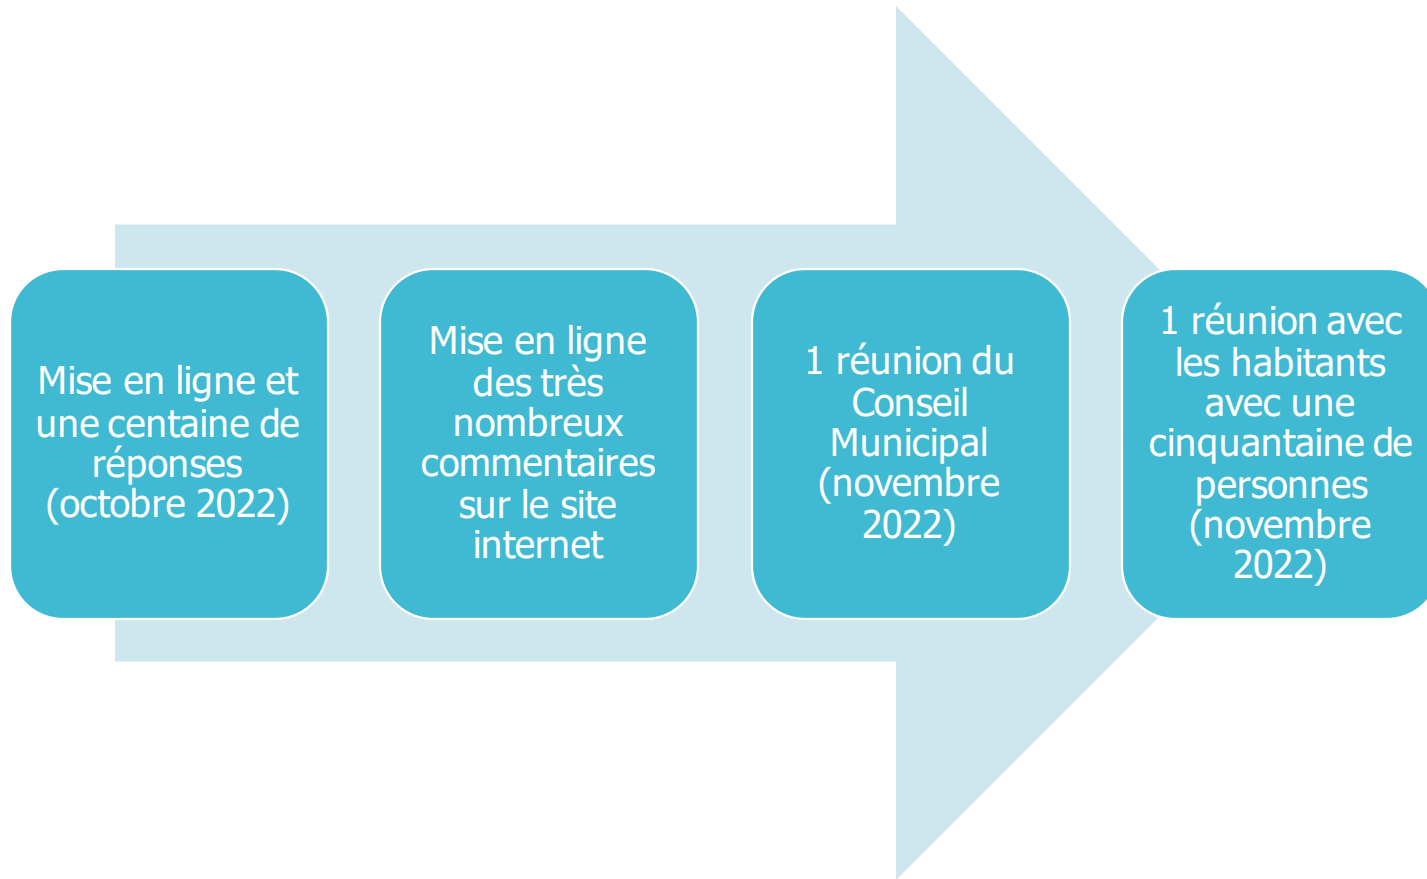 Mise en ligne et
une centaine de
réponses
(octobre 2022)
Mise en ligne
des très
nombreux
commentaires
sur le site
internet
1 réunion du
Conseil
Municipal
(novembre
2022)
1 réunion avec
les habitants
avec une
cinquantaine de
personnes
(novembre
2022)